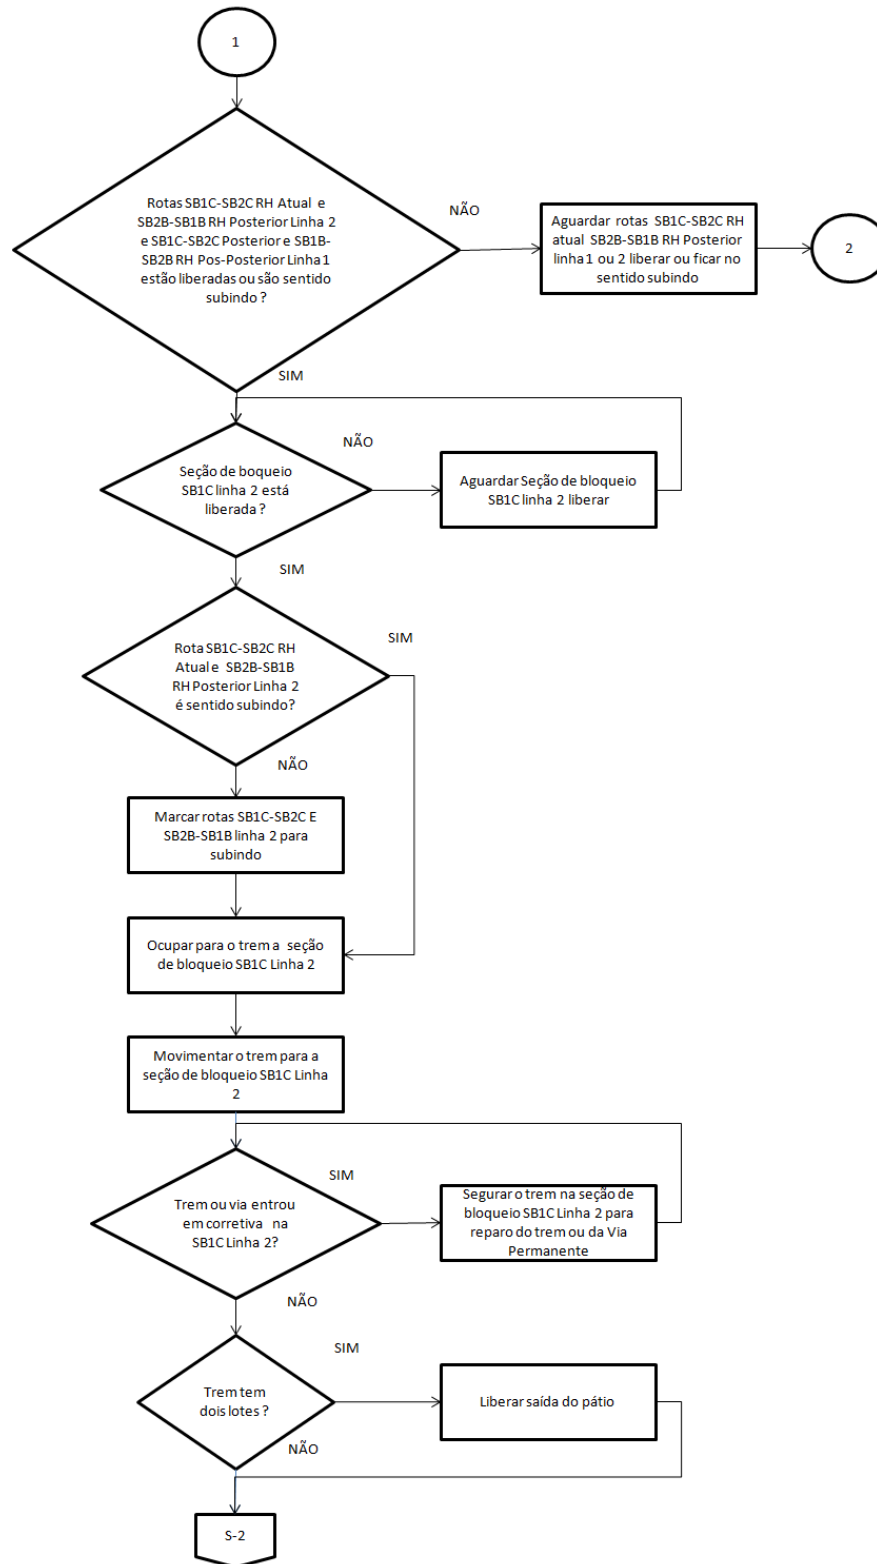 1
Rotas SB1C-SB2C RH Atual e
SB2B-SB1B RH Posterior Linha 2
e SB1C-SB2C Posterior e SB1B-
SB2B RH Pos-Posterior Linha 1
estão liberadas ou são sentido
subindo ?
NÃO
Aguardar rotas SB1C-SB2C RH
atual SB2B-SB1B RH Posterior
linha 1 ou 2 liberar ou ficar no
sentido subindo
2
SIM
Seção de boqueio
SB1C linha 2 está
liberada ?
NÃO
Aguardar Seção de bloqueio
SB1C linha 2 liberar
SIM
Rota SB1C-SB2C RH
Atual e SB2B-SB1B
RH Posterior Linha 2
é sentido subindo?
SIM
NÃO
Marcar rotas SB1C-SB2C E
SB2B-SB1B linha 2 para
subindo
Ocupar para o trem a seção
de bloqueio SB1C Linha 2
Movimentar o trem para a
seção de bloqueio SB1C Linha
2
Trem ou via entrou
em corretiva na
SB1C Linha 2?
SIM
Segurar o trem na seção de
bloqueio SB1C Linha 2 para
reparo do trem ou da Via
Permanente
NÃO
Trem tem
dois lotes ?
SIM
Liberar saída do pátio
NÃO
S-2